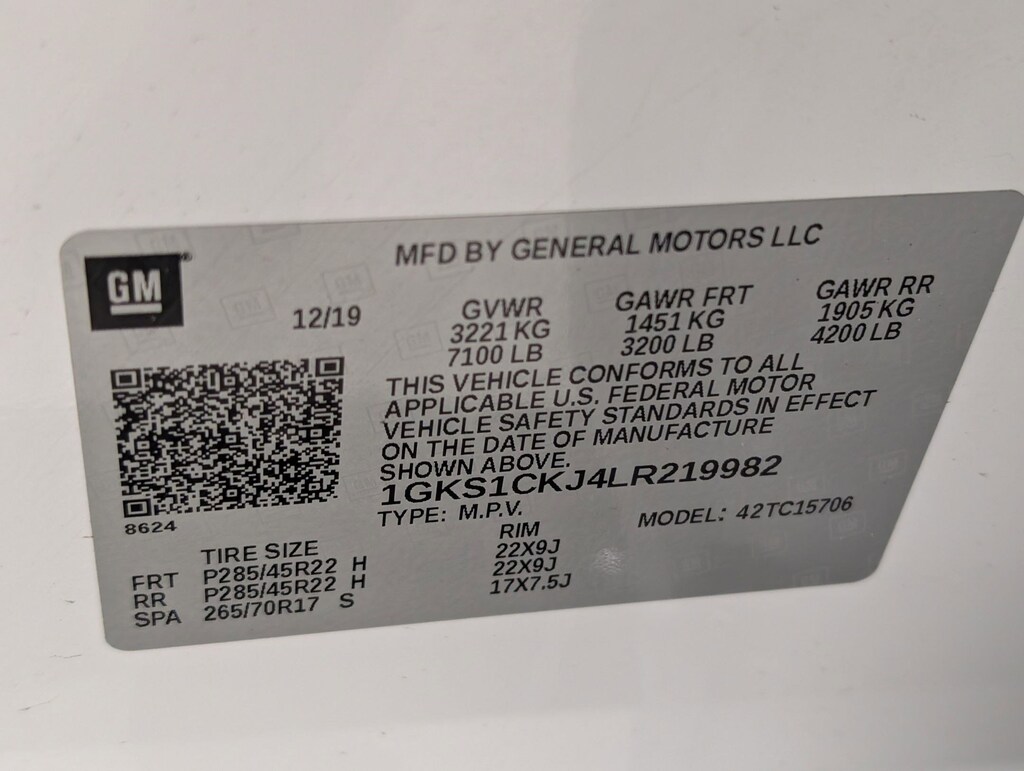 GM
MFD BY GENERAL MOTORS LLC
12/19
GVWR GAWR FRT GAWR RR
3221 KG 1451 KG 1905 KG
7100 LB 3200 LB 4200 LB
THIS VEHICLE CONFORMS TO ALL
APPLICABLE U.S. FEDERAL MOTOR
VEHICLE SAFETY STANDARDS IN EFFECT
ON THE DATE OF MANUFACTURE
SHOWN ABOVE.
1GKS1CKJ4LR219982
8624
TYPE: M.P.V. MODEL: 42TC15706
TIRE SIZE RIM
FRT P285/45R22 H 22X9J
RR P285/45R22 H 22X9J
SPA 265/70R17 S 17X7.5J